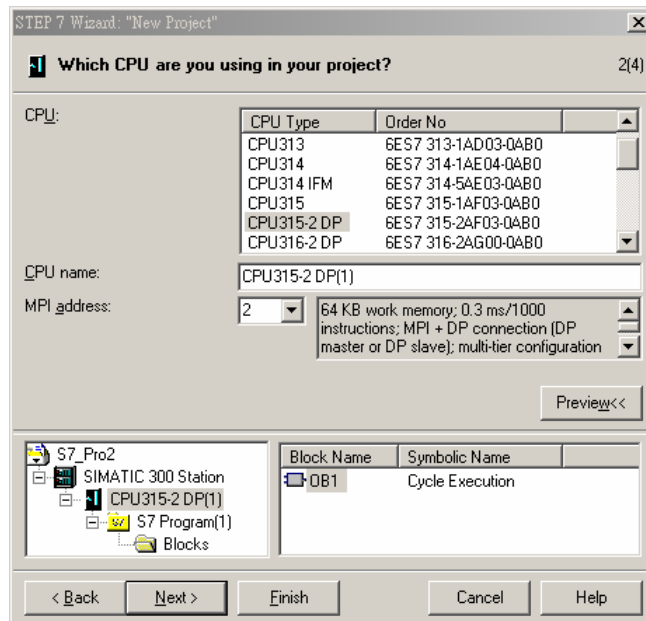 STEP 7 Wizard: "New Project"
Which CPU are you using in your project? 2(4)
CPU:
CPU Type Order No
CPU313 6ES7 313-1AD03-0AB0
CPU314 6ES7 314-1AE04-0AB0
CPU314 IFM 6ES7 314-5AE03-0AB0
CPU315 6ES7 315-1AF03-0AB0
CPU315-2 DP 6ES7 315-2AF03-0AB0
CPU316-2 DP 6ES7 316-2AG00-0AB0
CPU name: CPU315-2 DP(1)
MPI address: 2
64 KB work memory; 0.3 ms/1000
instructions; MPI + DP connection (DP
master or DP slave); multi-tier configuration
Preview<<
S7_Pro2
SIMATIC 300 Station
CPU315-2 DP(1)
S7 Program(1)
Blocks
Block Name Symbolic Name
OB1 Cycle Execution
< Back Next > Finish Cancel Help